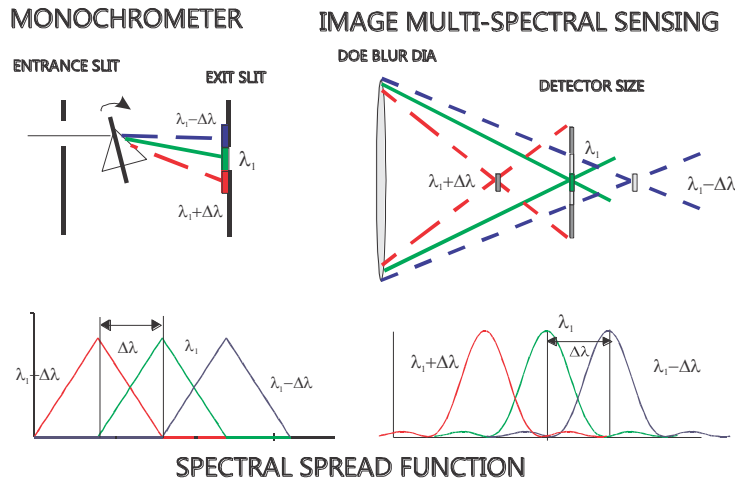 MONOCHROMETER
IMAGE MULTI-SPECTRAL SENSING
ENTRANCE SLIT
EXIT SLIT
DOE BLUR DIA
DETECTOR SIZE
λ₁−Δλ
λ₁
λ₁+Δλ
λ₁+Δλ
λ₁
λ₁−Δλ
λ₁+Δλ
Δλ
λ₁
λ₁−Δλ
λ₁+Δλ
λ₁
Δλ
λ₁−Δλ
SPECTRAL SPREAD FUNCTION